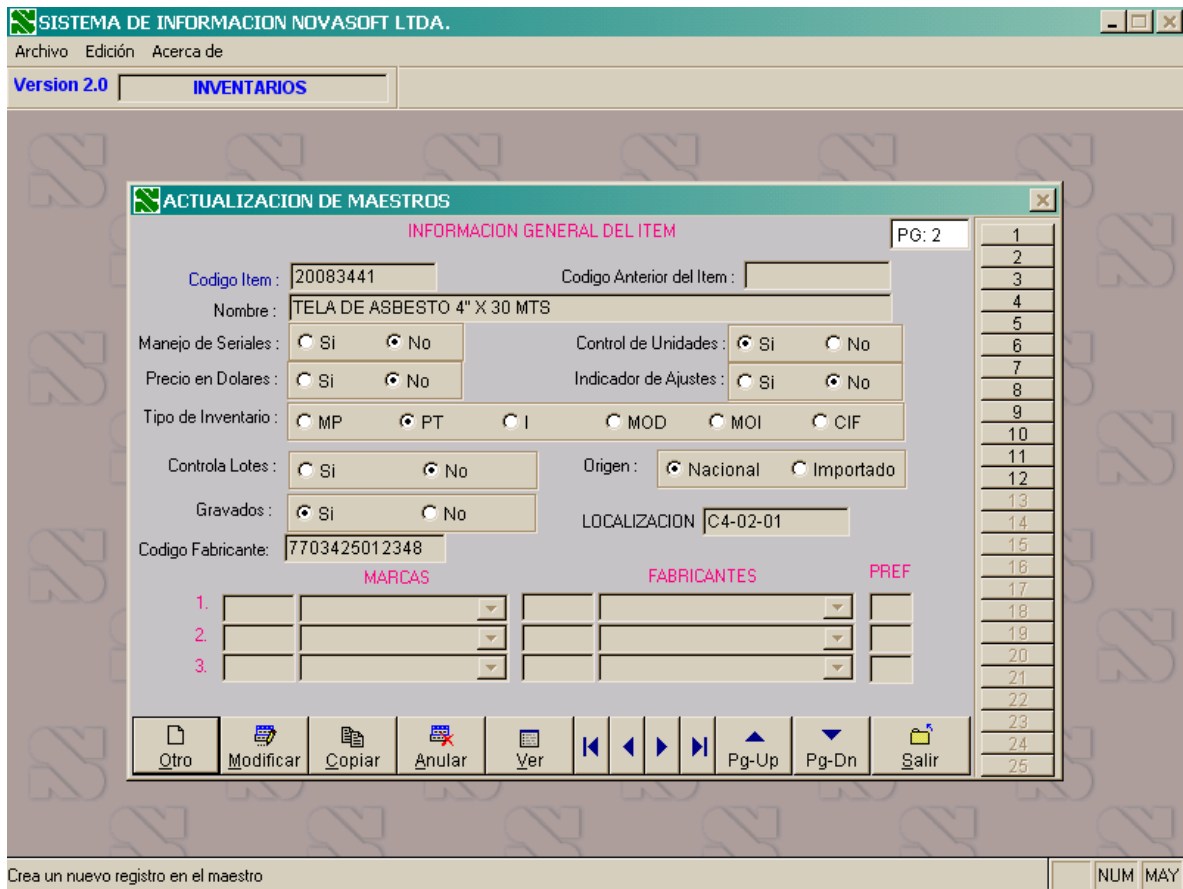 SISTEMA DE INFORMACION NOVASOFT LTDA.
Archivo Edición Acerca de
Version 2.0 INVENTARIOS
ACTUALIZACION DE MAESTROS
INFORMACION GENERAL DEL ITEM PG: 2
Codigo Item : 20083441 Codigo Anterior del Item :
Nombre : TELA DE ASBESTO 4" X 30 MTS
Manejo de Seriales : Si No Control de Unidades : Si No
Precio en Dolares : Si No Indicador de Ajustes : Si No
Tipo de Inventario : MP PT I MOD MOI CIF
Controla Lotes : Si No Origen : Nacional Importado
Gravados : Si No LOCALIZACION C4-02-01
Codigo Fabricante: 7703425012348
MARCAS FABRICANTES PREF
1.
2.
3.
Otro Modificar Copiar Anular Ver Pg-Up Pg-Dn Salir
1
2
3
4
5
6
7
8
9
10
11
12
13
14
15
16
17
18
19
20
21
22
23
24
25
Crea un nuevo registro en el maestro NUM MAY